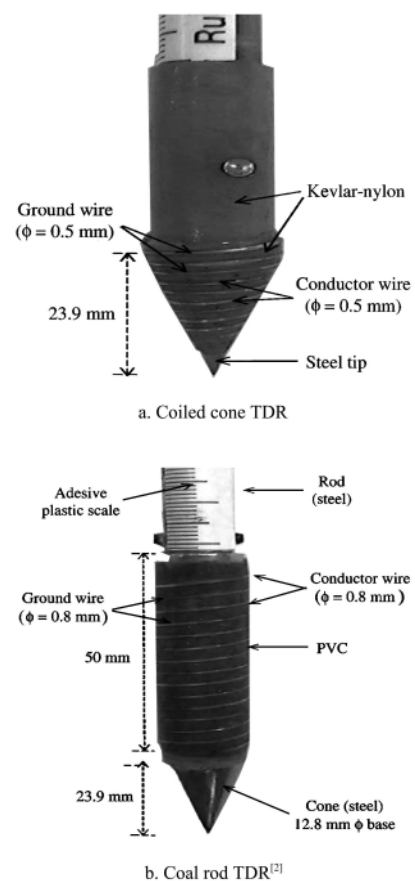 Ru
Kevlar-nylon
Ground wire
(ϕ = 0.5 mm)
Conductor wire
(ϕ = 0.5 mm)
23.9 mm
Steel tip
a. Coiled cone TDR
Adesive
plastic scale
Rod
(steel)
Ground wire
(ϕ = 0.8 mm)
Conductor wire
(ϕ = 0.8 mm)
50 mm
PVC
23.9 mm
Cone (steel)
12.8 mm ϕ base
b. Coal rod TDR[2]